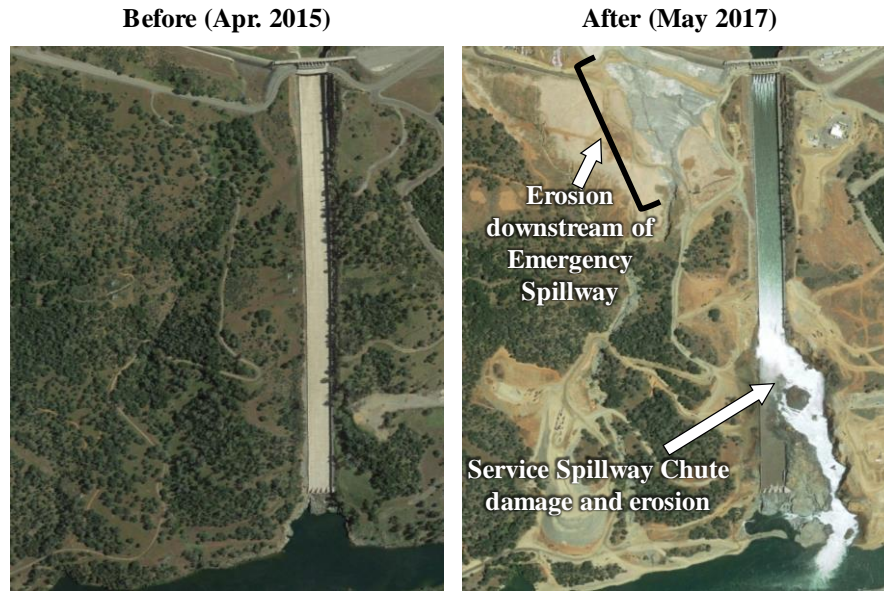 Before (Apr. 2015)
After (May 2017)
Erosion
downstream of
Emergency
Spillway
Service Spillway Chute
damage and erosion